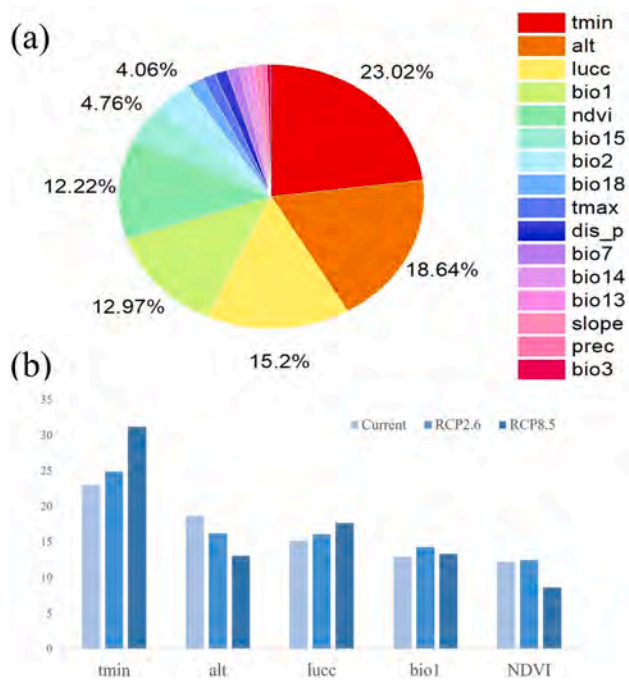 (a)
4.06%
4.76%
12.22%
12.97%
15.2%
18.64%
23.02%
tmin
alt
lucc
bio1
ndvi
bio15
bio2
bio18
tmax
dis_p
bio7
bio14
bio13
slope
prec
bio3
(b)
35
30
25
20
15
10
5
0
Current RCP2.6 RCP8.5
tmin alt lucc bio1 NDVI